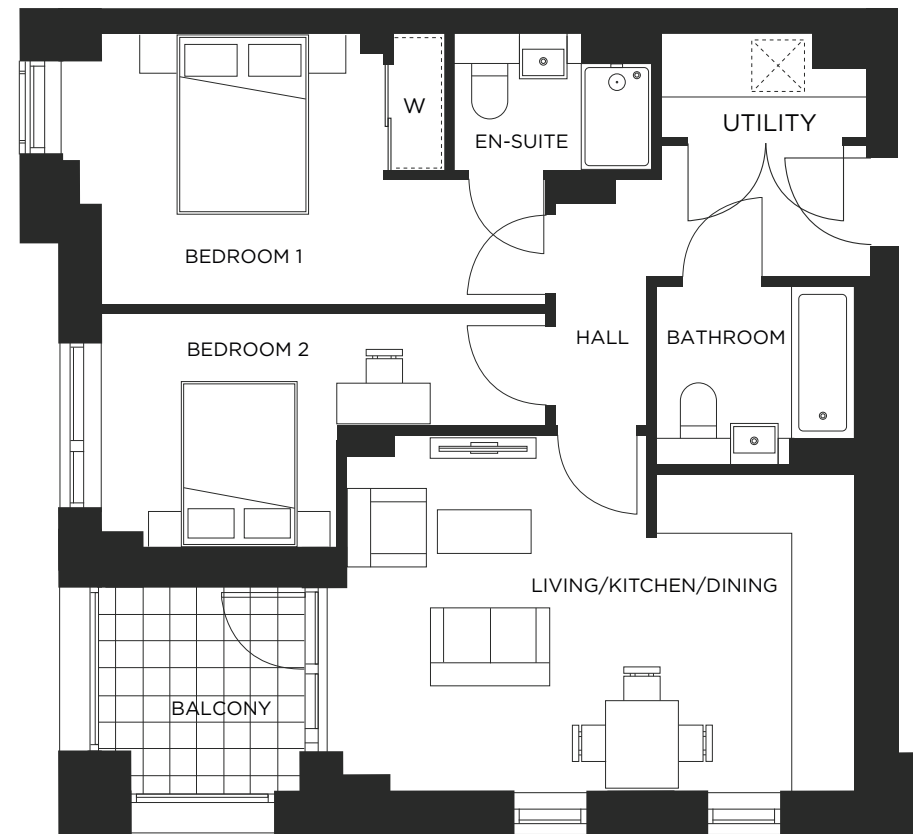 W
UTILITY
EN-SUITE
BEDROOM 1
HALL
BATHROOM
BEDROOM 2
LIVING/KITCHEN/DINING
BALCONY